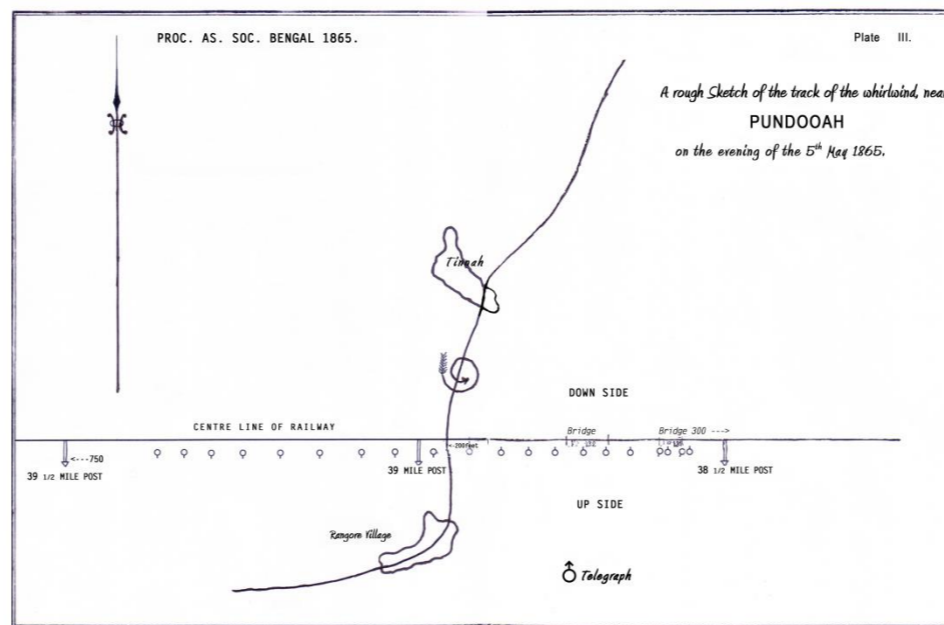 PROC. AS. SOC. BENGAL 1865.
Plate III.
A rough Sketch of the track of the whirlwind, near
PUNDOOAH
on the evening of the 5th May 1865.
Tinnah
DOWN SIDE
CENTRE LINE OF RAILWAY
<-200feet
Bridge
Bridge 300 --->
<---750
39 1/2 MILE POST
39 MILE POST
38 1/2 MILE POST
UP SIDE
Rangore Village
Telegraph